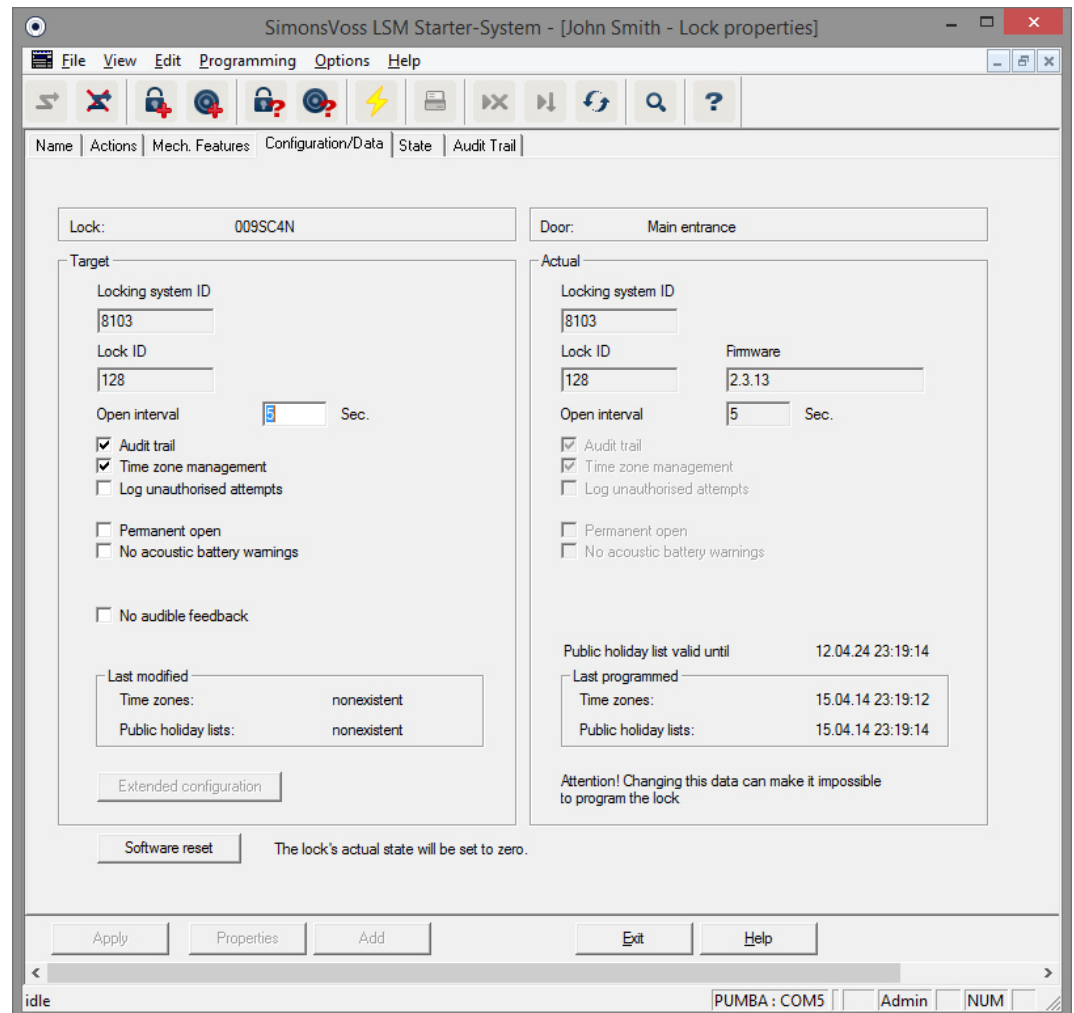 SimonsVoss LSM Starter-System - [John Smith - Lock properties]
File View Edit Programming Options Help
Name Actions Mech. Features Configuration/Data State Audit Trail
Lock: 009SC4N
Door: Main entrance
Target
Locking system ID
8103
Lock ID
128
Open interval 5 Sec.
Audit trail
Time zone management
Log unauthorised attempts
Permanent open
No acoustic battery warnings
No audible feedback
Last modified
Time zones: nonexistent
Public holiday lists: nonexistent
Extended configuration
Actual
Locking system ID
8103
Lock ID Firmware
128 2.3.13
Open interval 5 Sec.
Audit trail
Time zone management
Log unauthorised attempts
Permanent open
No acoustic battery warnings
Public holiday list valid until 12.04.24 23:19:14
Last programmed
Time zones: 15.04.14 23:19:12
Public holiday lists: 15.04.14 23:19:14
Attention! Changing this data can make it impossible
to program the lock
Software reset The lock's actual state will be set to zero.
Apply Properties Add Exit Help
idle PUMBA : COM5 Admin NUM